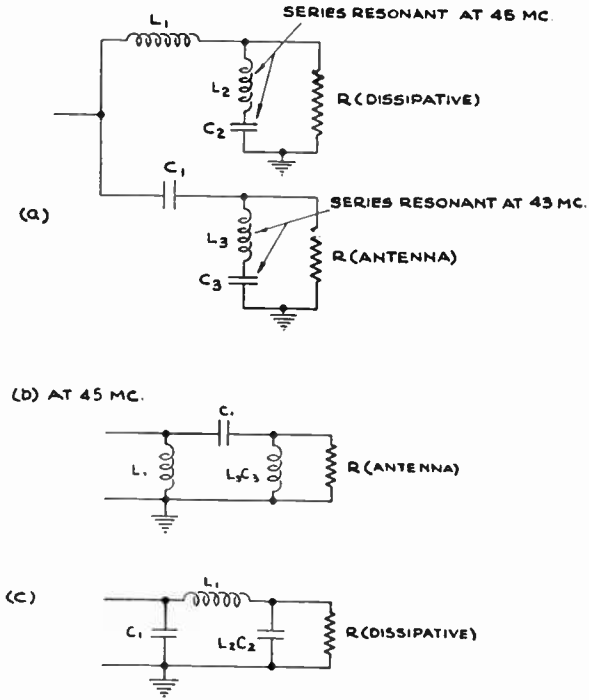 SERIES RESONANT AT 45 MC.
L1
L2
C2
R (DISSIPATIVE)
C1
(a)
SERIES RESONANT AT 43 MC.
L3
C3
R (ANTENNA)
(b) AT 45 MC.
C1
L1
L3C3
R (ANTENNA)
(c)
L1
C1
L2C2
R (DISSIPATIVE)